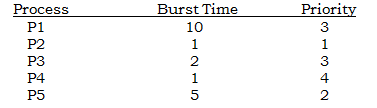 Process Burst Time Priority
P1 10 3
P2 1 1
P3 2 3
P4 1 4
P5 5 2